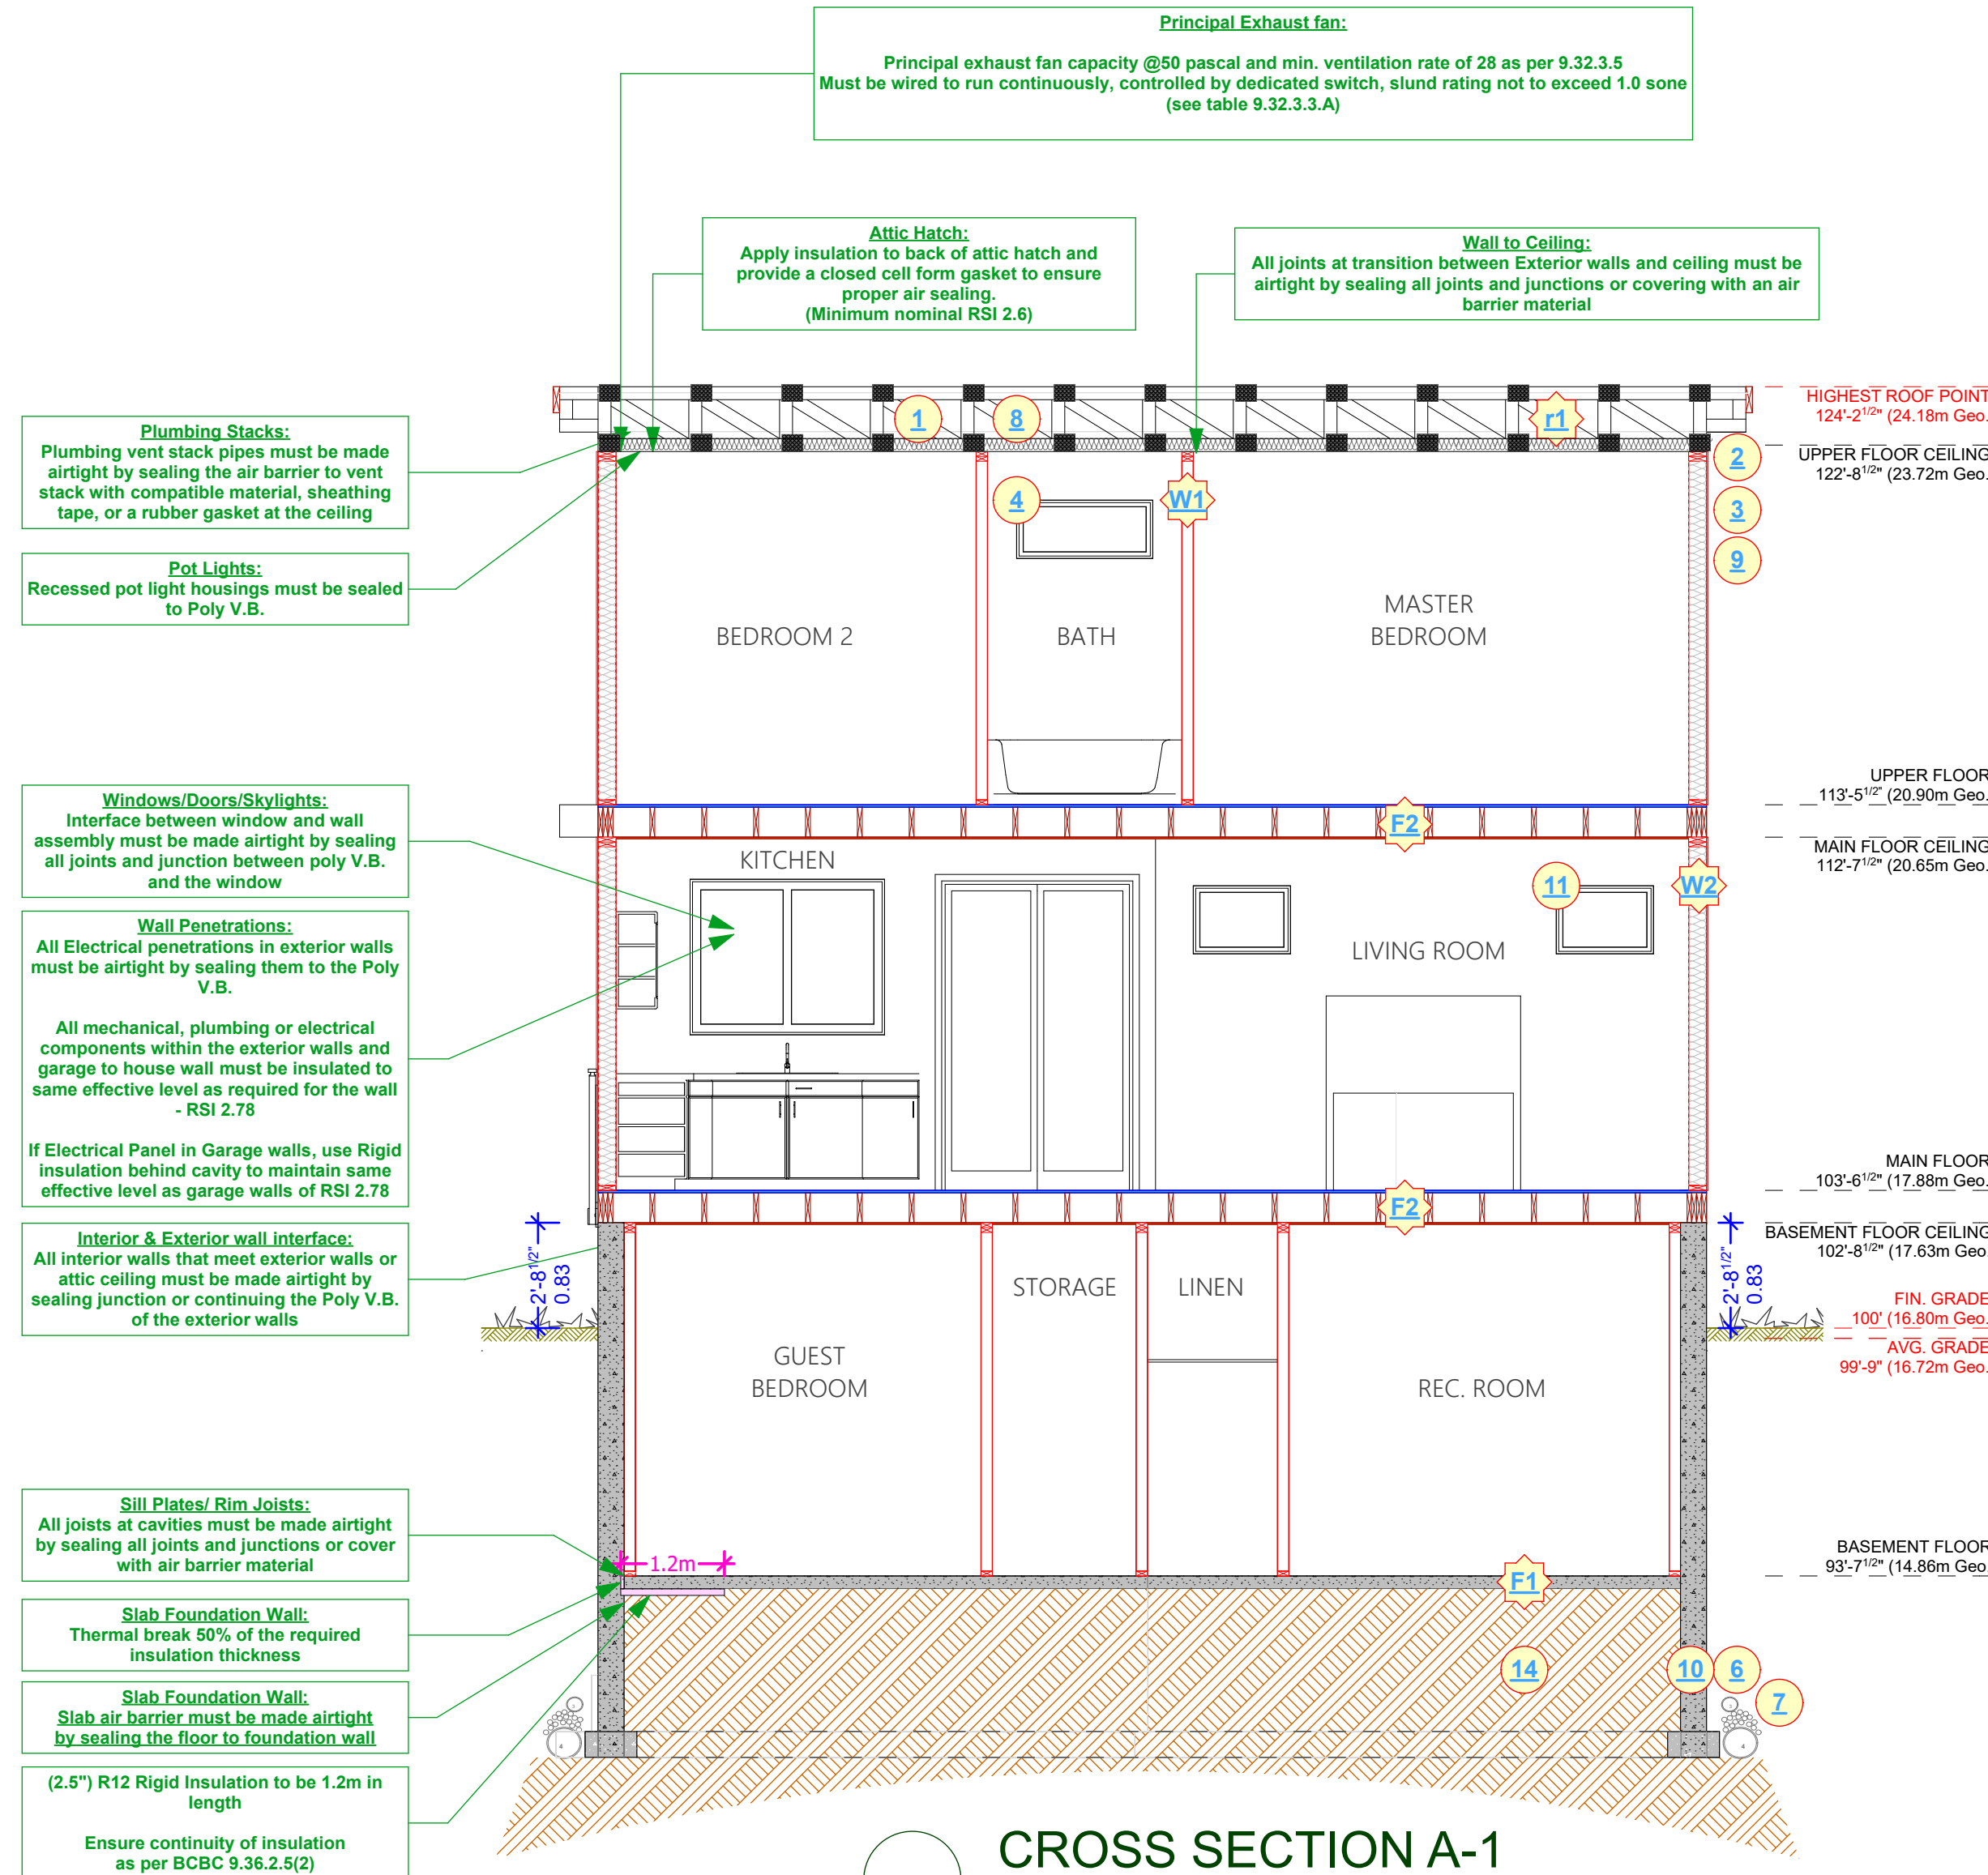 Principal Exhaust fan:
Principal exhaust fan capacity @50 pascal and min. ventilation rate of 28 as per 9.32.3.5
Must be wired to run continuously, controlled by dedicated switch, slund rating not to exceed 1.0 sone
(see table 9.32.3.3.A)
Attic Hatch:
Apply insulation to back of attic hatch and
provide a closed cell form gasket to ensure
proper air sealing.
(Minimum nominal RSI 2.6)
Wall to Ceiling:
All joints at transition between Exterior walls and ceiling must be
airtight by sealing all joints and junctions or covering with an air
barrier material
Plumbing Stacks:
Plumbing vent stack pipes must be made
airtight by sealing the air barrier to vent
stack with compatible material, sheathing
tape, or a rubber gasket at the ceiling
Pot Lights:
Recessed pot light housings must be sealed
to Poly V.B.
Windows/Doors/Skylights:
Interface between window and wall
assembly must be made airtight by sealing
all joints and junction between poly V.B.
and the window
Wall Penetrations:
All Electrical penetrations in exterior walls
must be airtight by sealing them to the Poly
V.B.
All mechanical, plumbing or electrical
components within the exterior walls and
garage to house wall must be insulated to
same effective level as required for the wall
- RSI 2.78
If Electrical Panel in Garage walls, use Rigid
insulation behind cavity to maintain same
effective level as garage walls of RSI 2.78
Interior & Exterior wall interface:
All interior walls that meet exterior walls or
attic ceiling must be made airtight by
sealing junction or continuing the Poly V.B.
of the exterior walls
Sill Plates/ Rim Joists:
All joists at cavities must be made airtight
by sealing all joints and junctions or cover
with air barrier material
Slab Foundation Wall:
Thermal break 50% of the required
insulation thickness
Slab Foundation Wall:
Slab air barrier must be made airtight
by sealing the floor to foundation wall
(2.5") R12 Rigid Insulation to be 1.2m in
length
Ensure continuity of insulation
as per BCBC 9.36.2.5(2)
1
8
r1
2
3
9
4
W1
BEDROOM 2
BATH
MASTER
BEDROOM
F2
KITCHEN
11
W2
LIVING ROOM
F2
2'-8 1/2"
0.83
2'-8 1/2"
0.83
STORAGE
LINEN
GUEST
BEDROOM
REC. ROOM
1.2m
F1
14
10
6
7
4
4
HIGHEST ROOF POINT
124'-2 1/2" (24.18m Geo.
UPPER FLOOR CEILING
122'-8 1/2" (23.72m Geo.
UPPER FLOOR
113'-5 1/2" (20.90m Geo.
MAIN FLOOR CEILING
112'-7 1/2" (20.65m Geo.
MAIN FLOOR
103'-6 1/2" (17.88m Geo.
BASEMENT FLOOR CEILING
102'-8 1/2" (17.63m Geo
FIN. GRADE
100' (16.80m Geo.
AVG. GRADE
99'-9" (16.72m Geo.
BASEMENT FLOOR
93'-7 1/2" (14.86m Geo.
CROSS SECTION A-1